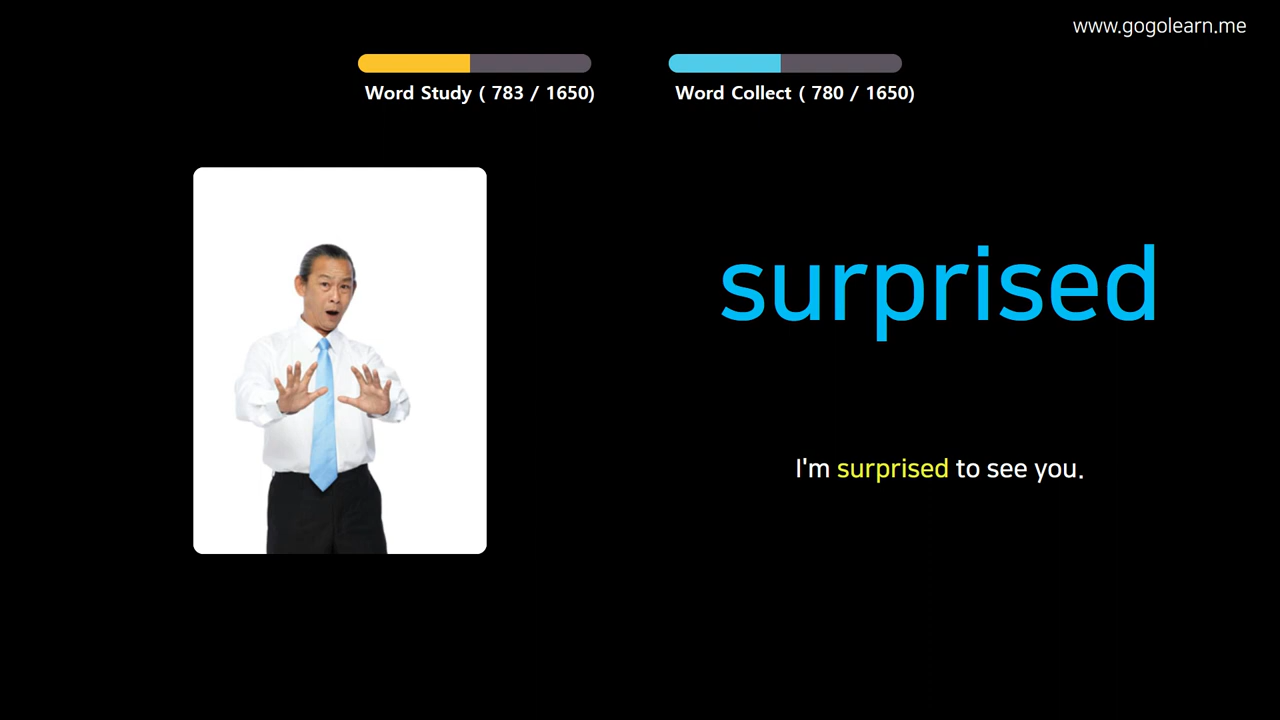 www.gogolearn.me
Word Study ( 783 / 1650)
Word Collect ( 780 / 1650)
surprised
I'm surprised to see you.